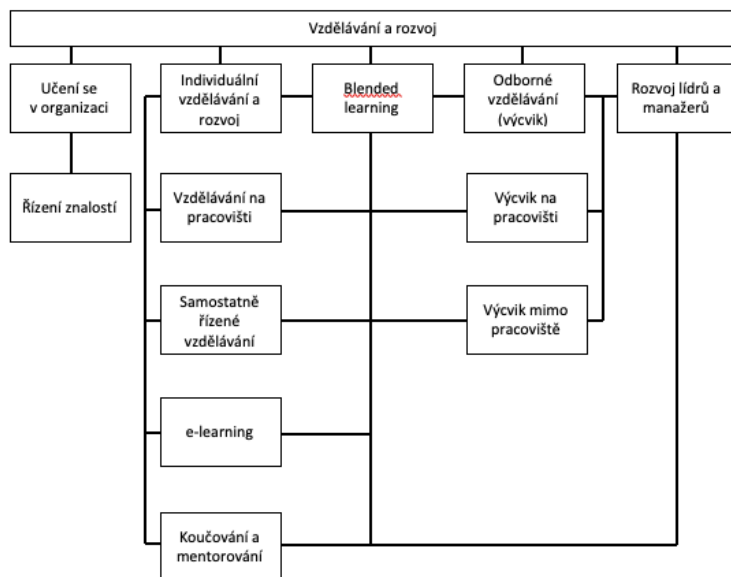 Vzdělávání a rozvoj
Učení se
v organizaci
Individuální
vzdělávání a
rozvoj
Blended
learning
Odborné
vzdělávání
(výcvik)
Rozvoj lídrů a
manažerů
Řízení znalostí
Vzdělávání na
pracovišti
Výcvik na
pracovišti
Samostatně
řízené
vzdělávání
Výcvik mimo
pracoviště
e-learning
Koučování a
mentorování